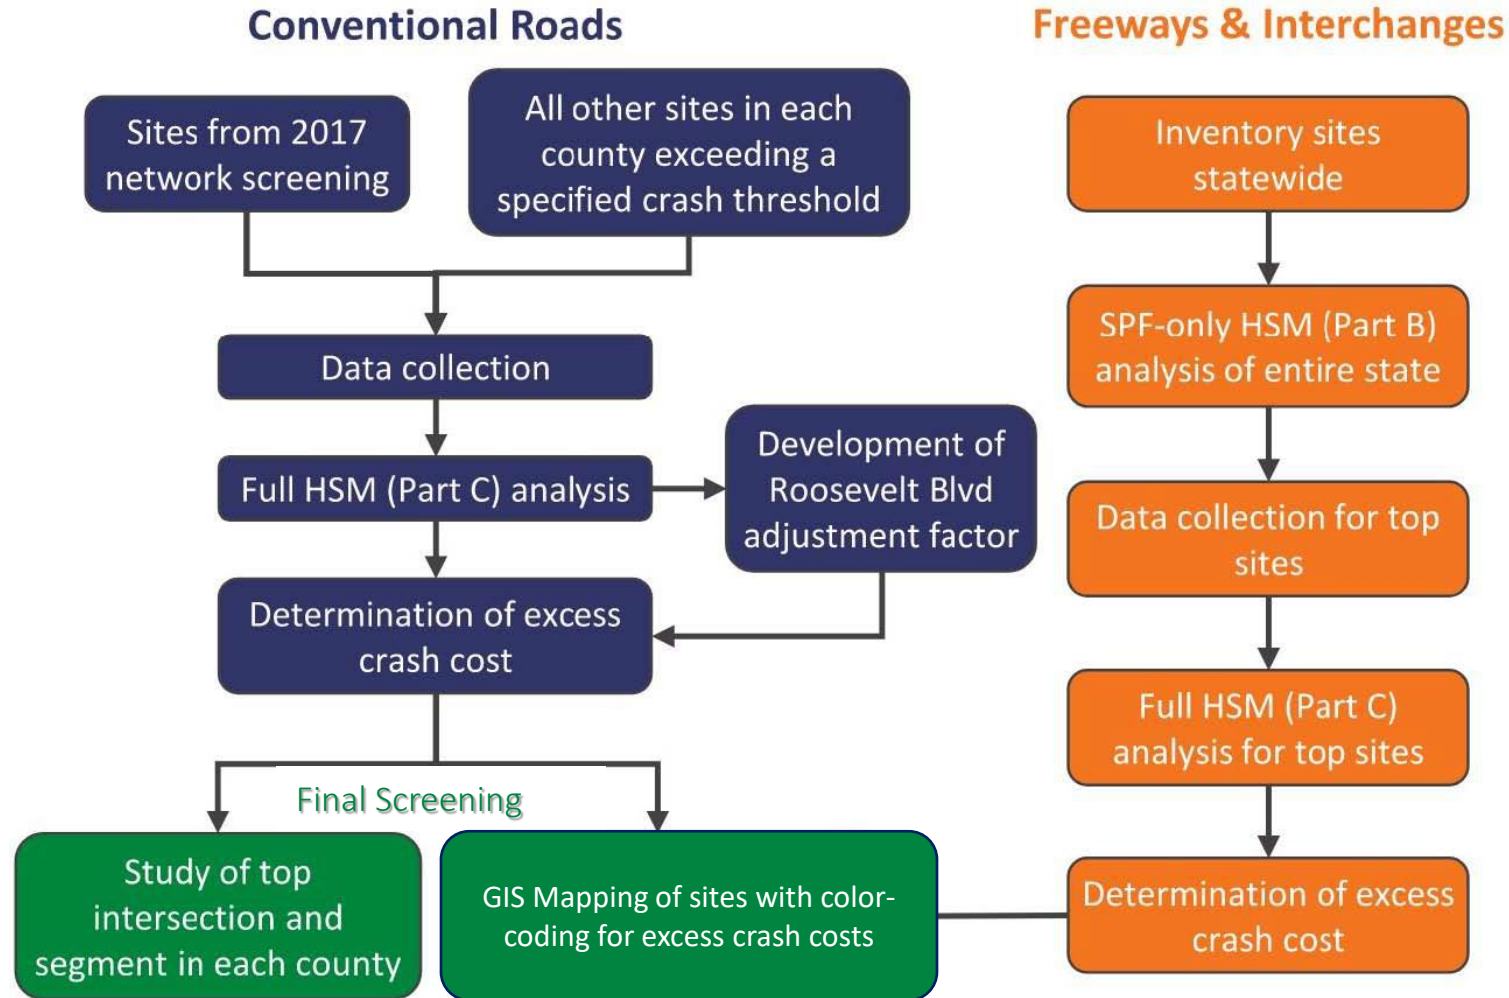 Conventional Roads
Sites from 2017
network screening
All other sites in each
county exceeding a
specified crash threshold
Data collection
Full HSM (Part C) analysis
Development of
Roosevelt Blvd
adjustment factor
Determination of excess
crash cost
Final Screening
Study of top
intersection and
segment in each county
GIS Mapping of sites with color-
coding for excess crash costs
Freeways & Interchanges
Inventory sites
statewide
SPF-only HSM (Part B)
analysis of entire state
Data collection for top
sites
Full HSM (Part C)
analysis for top sites
Determination of excess
crash cost